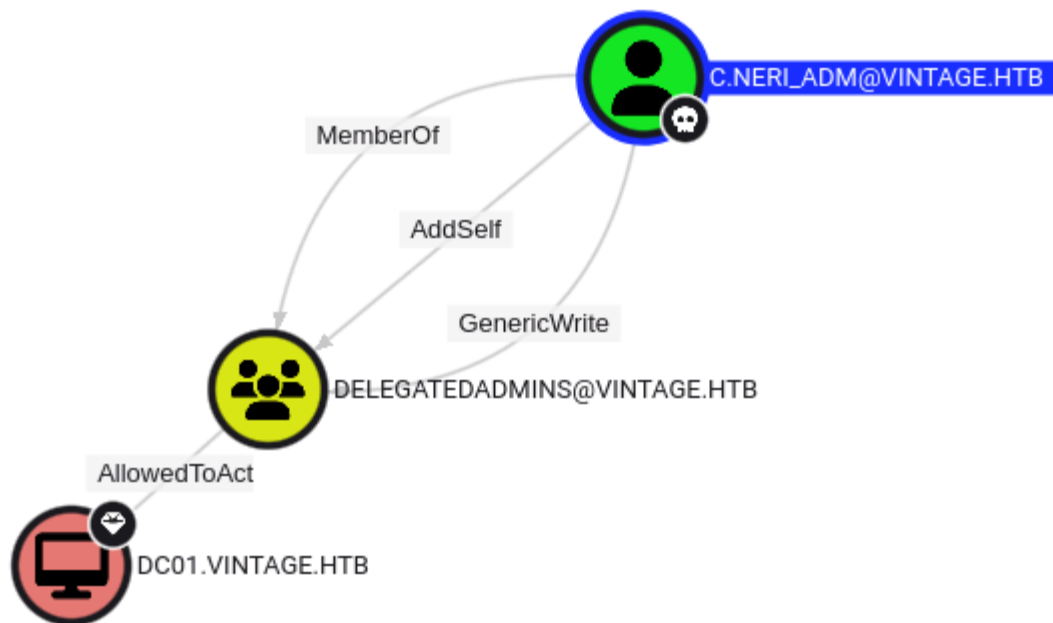 C.NERI_ADM@VINTAGE.HTB
MemberOf
AddSelf
GenericWrite
DELEGATEDADMINS@VINTAGE.HTB
AllowedToAct
DC01.VINTAGE.HTB